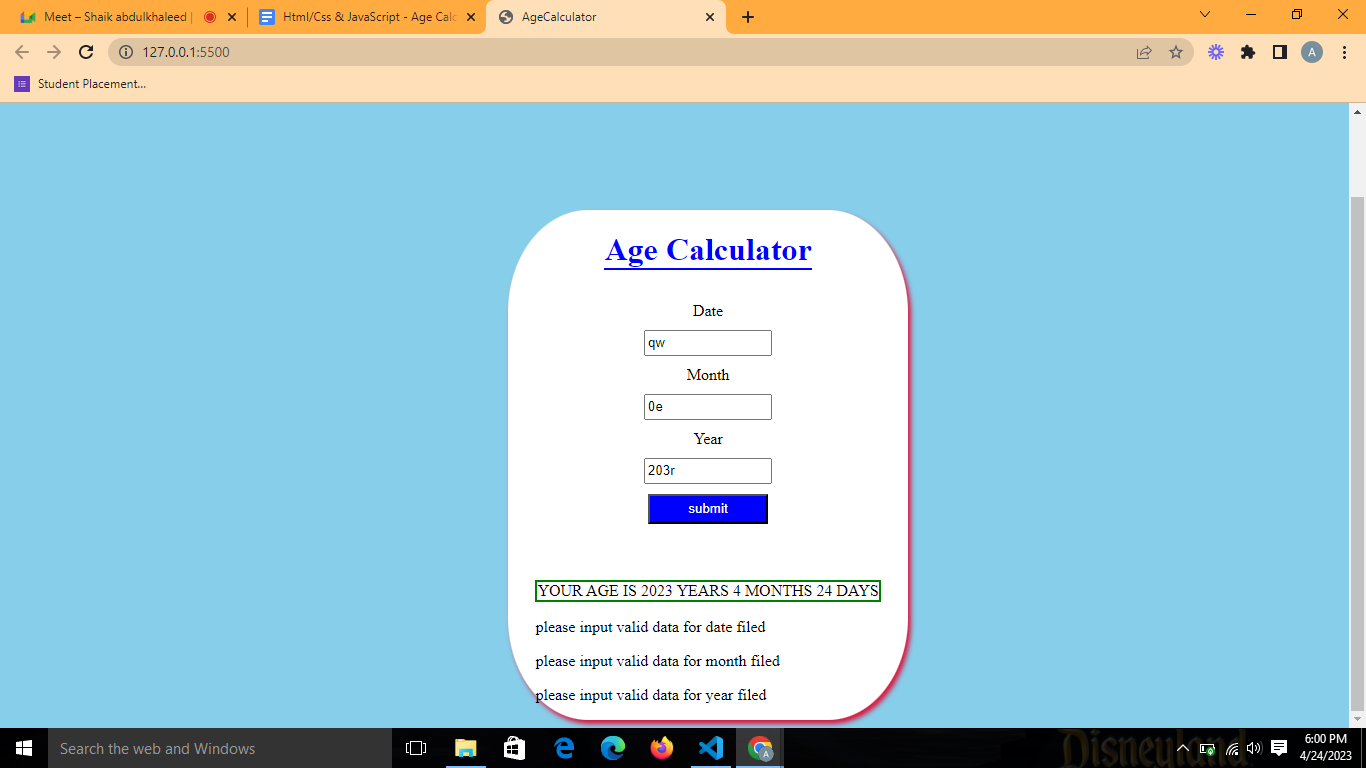 Meet – Shaik abdulkhaleed |
Html/Css & JavaScript - Age Calc
AgeCalculator
127.0.0.1:5500
A
Student Placement...
Age Calculator
Date
qw
Month
0e
Year
203r
submit
YOUR AGE IS 2023 YEARS 4 MONTHS 24 DAYS
please input valid data for date filed
please input valid data for month filed
please input valid data for year filed
Search the web and Windows
A
Disneyland
6:00 PM
4/24/2023